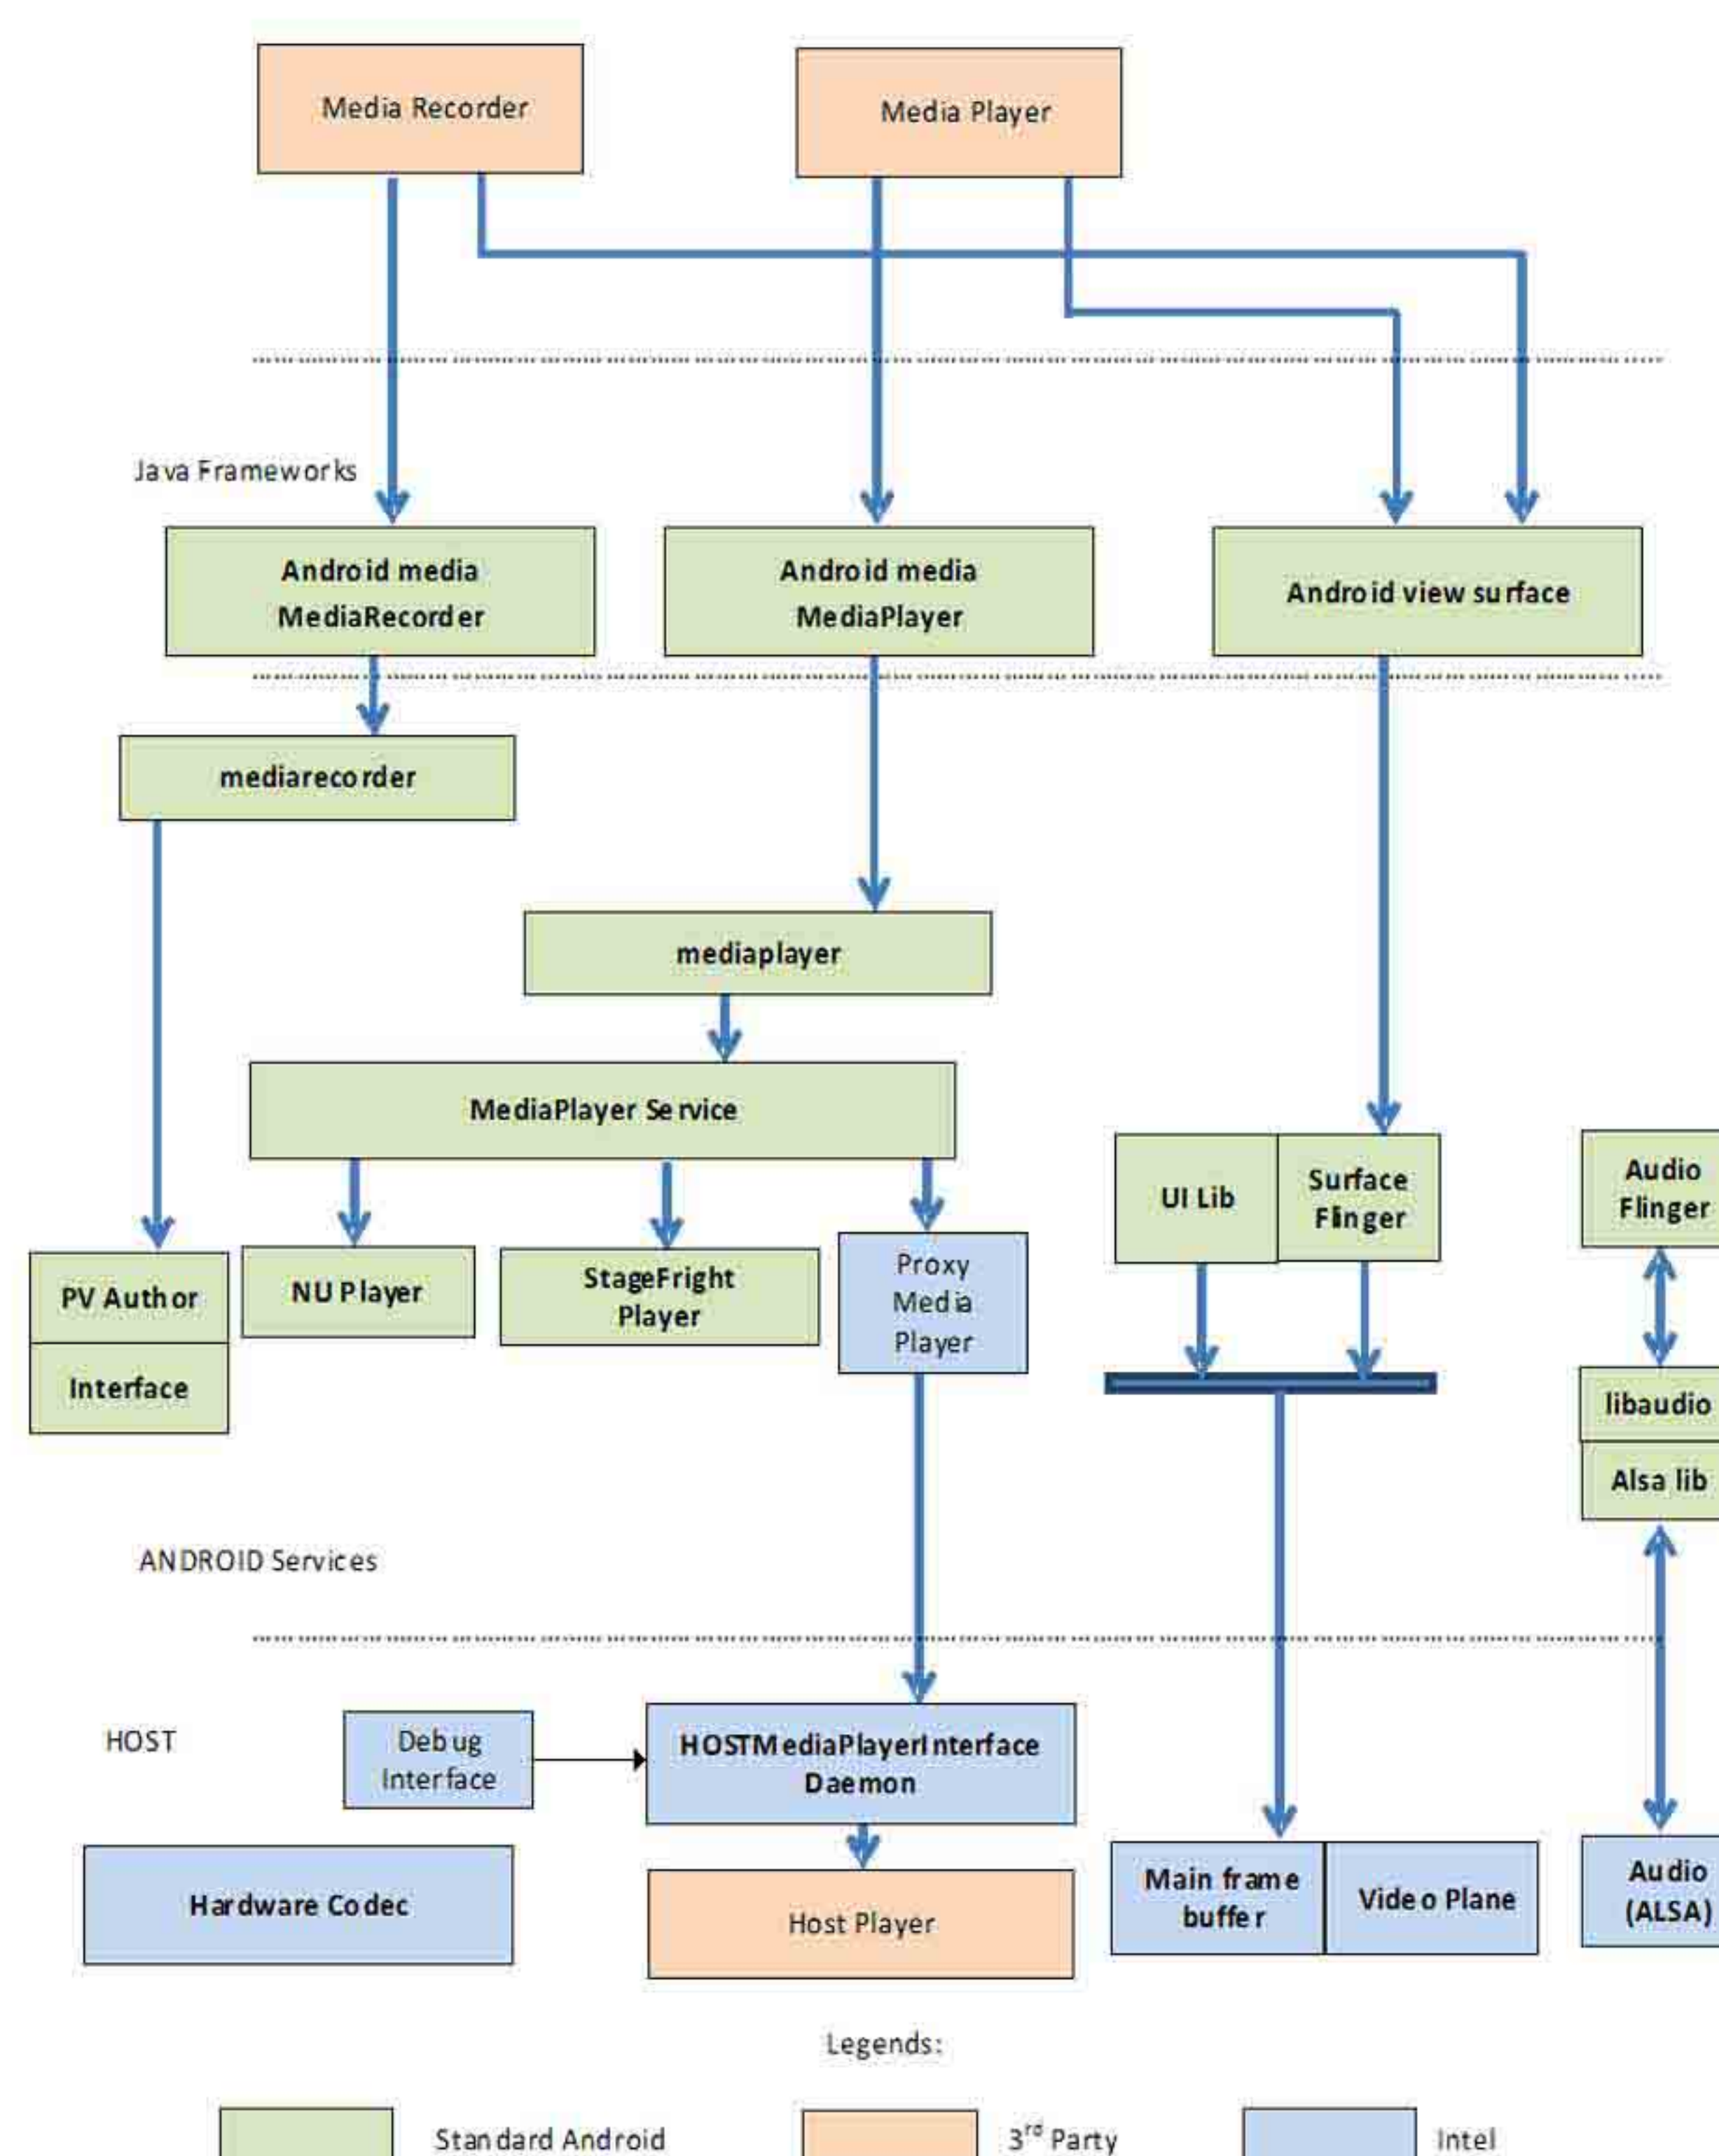 Media Recorder
Media Player
Java Frameworks
Android media
MediaRecorder
Android media
MediaPlayer
Android view surface
mediarecorder
mediaplayer
MediaPlayer Service
UI Lib
Surface
Flinger
Audio
Flinger
PV Author
Interface
NU Player
StageFright
Player
Proxy
Media
Player
libaudio
Alsa lib
ANDROID Services
HOST
Debug
Interface
HOSTMediaPlayerInterface
Daemon
Hardware Codec
Host Player
Main frame
buffer
Video Plane
Audio
(ALSA)
Legends:
Standard Android
3rd Party
Intel